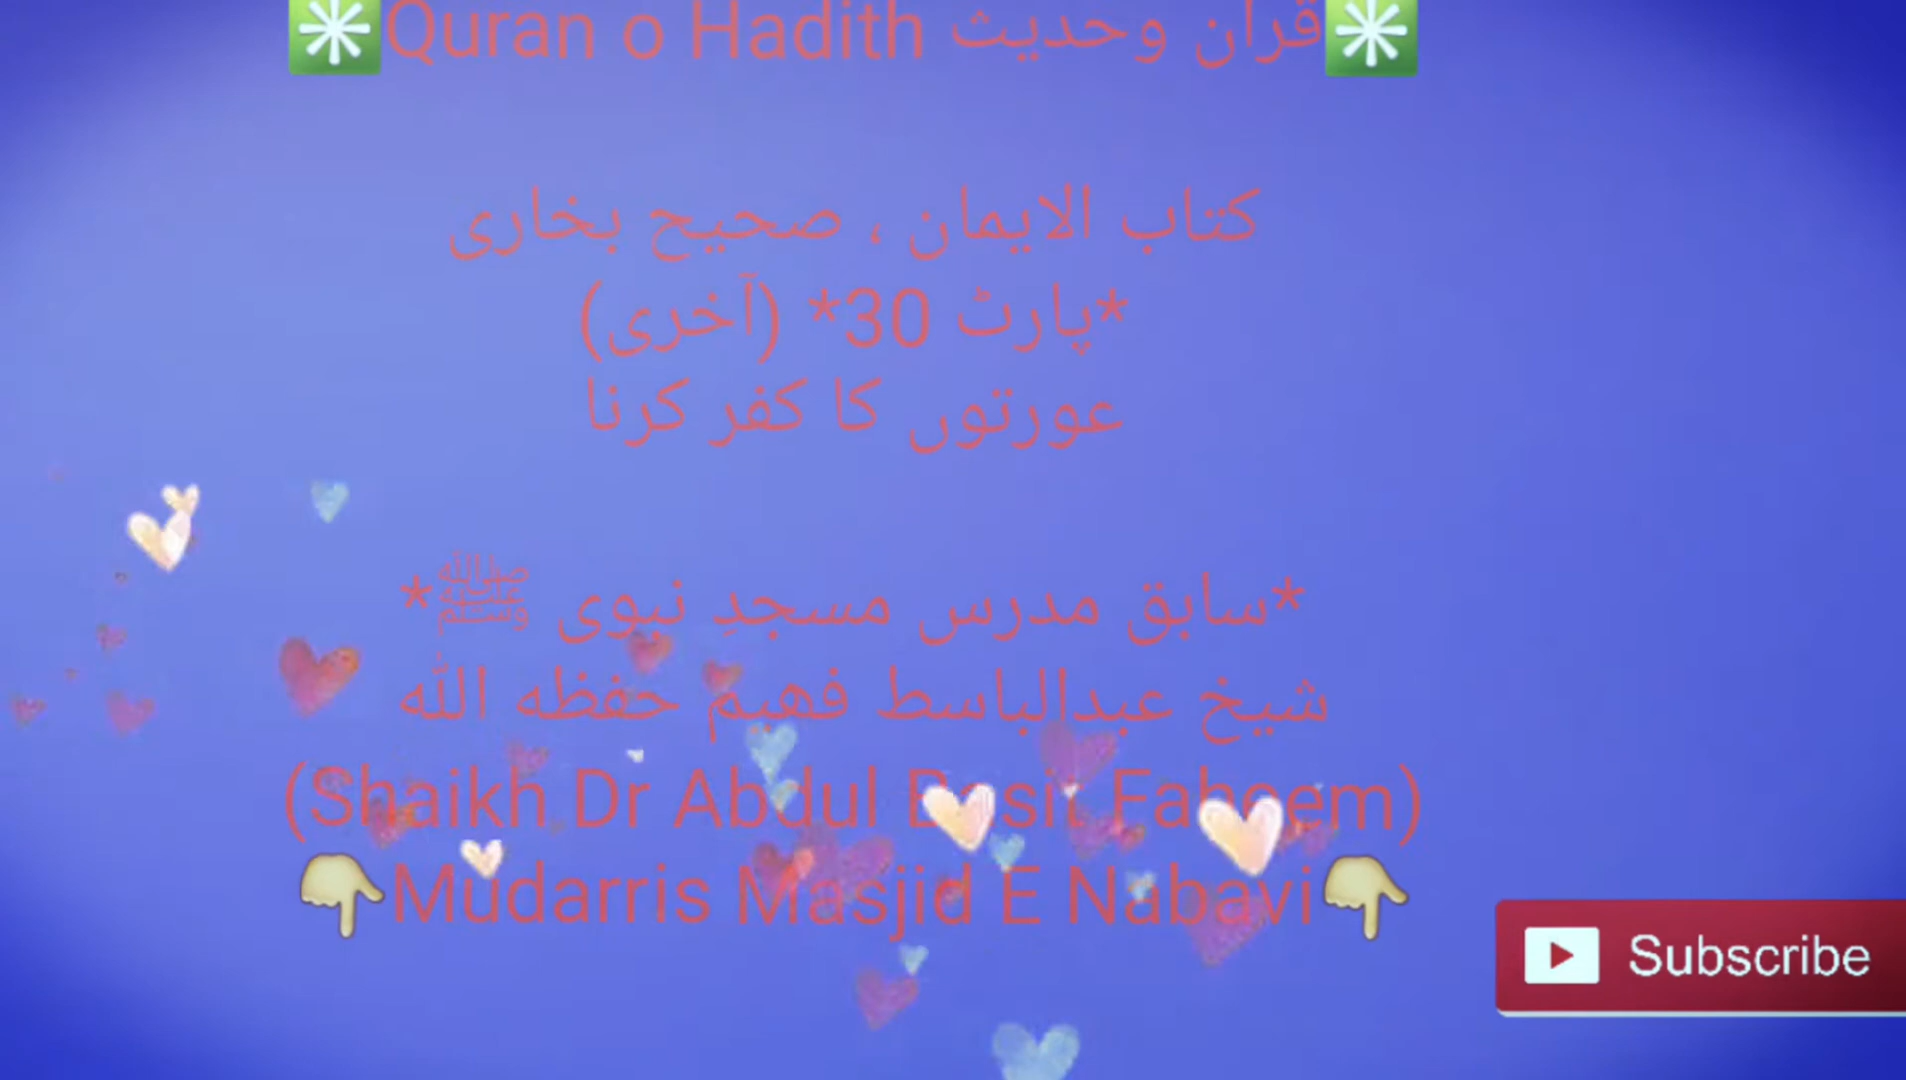 ✳️Quran o Hadith قرآن وحدیث✳️
کتاب الایمان ، صحیح بخاری
*پارٹ 30* (آخری)
عورتوں کا کفر کرنا
*سابق مدرس مسجدِ نبوی ﷺ*
شیخ عبدالباسط فھیم حفظه الله
(Shaikh Dr Abdul Basit Faheem)
👇Mudarris Masjid E Nabavi👇
Subscribe